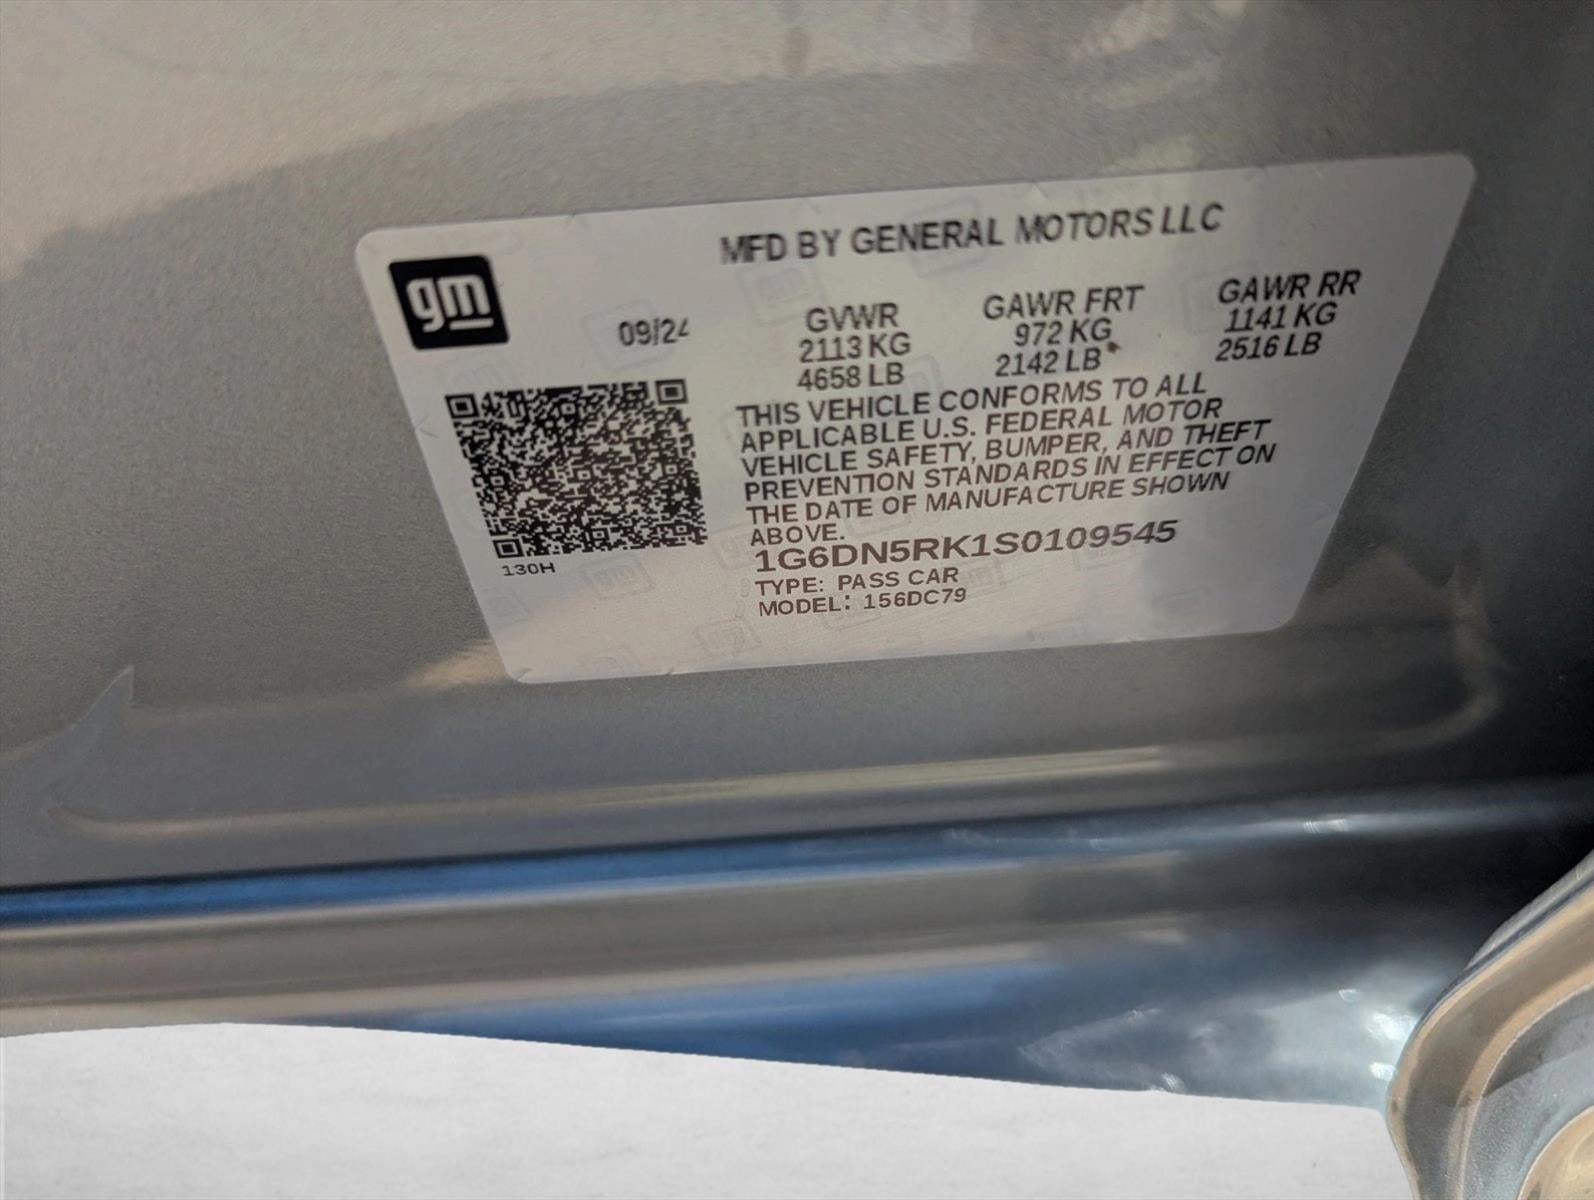 MFD BY GENERAL MOTORS LLC
gm
09/24
GVWR
2113 KG
4658 LB
GAWR FRT
972 KG
2142 LB
GAWR RR
1141 KG
2516 LB
THIS VEHICLE CONFORMS TO ALL
APPLICABLE U.S. FEDERAL MOTOR
VEHICLE SAFETY, BUMPER, AND THEFT
PREVENTION STANDARDS IN EFFECT ON
THE DATE OF MANUFACTURE SHOWN
ABOVE.
1G6DN5RK1S0109545
TYPE: PASS CAR
MODEL: 156DC79
130H